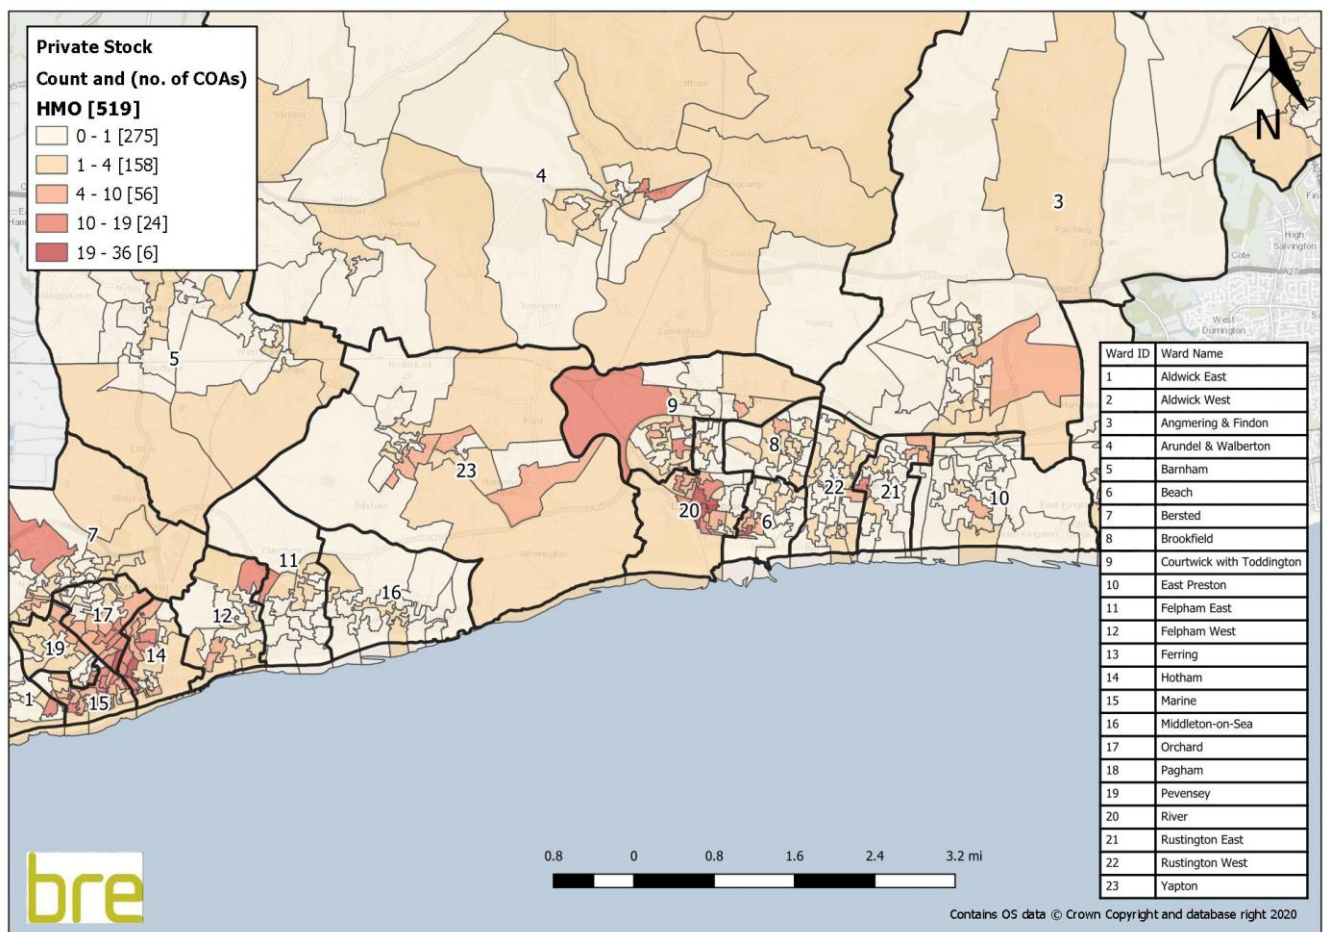 Private Stock
Count and (no. of COAs)
HMO [519]
0 - 1 [275]
1 - 4 [158]
4 - 10 [56]
10 - 19 [24]
19 - 36 [6]
N
4
3
5
High
Salvington
Cote
A27
West
Durrington
9
8
23
22
21
10
20
6
7
11
16
12
17
19
14
1
15
Ward ID Ward Name
1 Aldwick East
2 Aldwick West
3 Angmering & Findon
4 Arundel & Walberton
5 Barnham
6 Beach
7 Bersted
8 Brookfield
9 Courtwick with Toddington
10 East Preston
11 Felpham East
12 Felpham West
13 Ferring
14 Hotham
15 Marine
16 Middleton-on-Sea
17 Orchard
18 Pagham
19 Pevensey
20 River
21 Rustington East
22 Rustington West
23 Yapton
0.8 0 0.8 1.6 2.4 3.2 mi
bre
Contains OS data © Crown Copyright and database right 2020